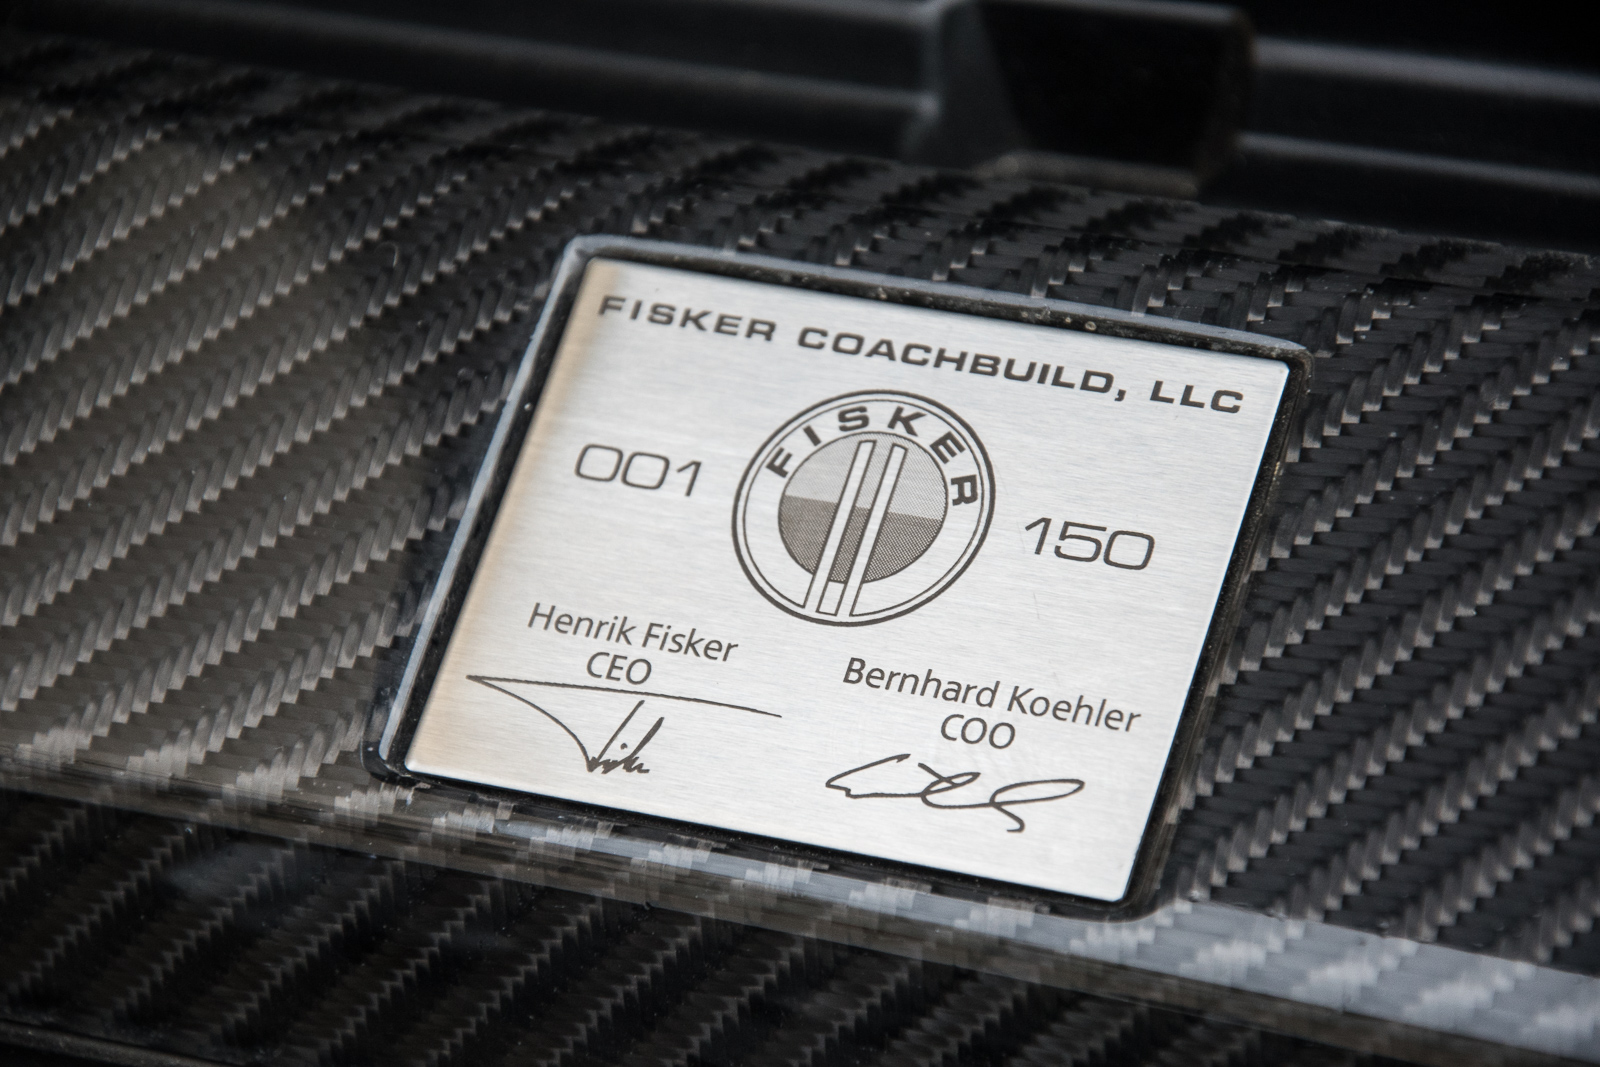 FISKER COACHBUILD, LLC
FISKER
001
150
Henrik Fisker
CEO
Bernhard Koehler
COO